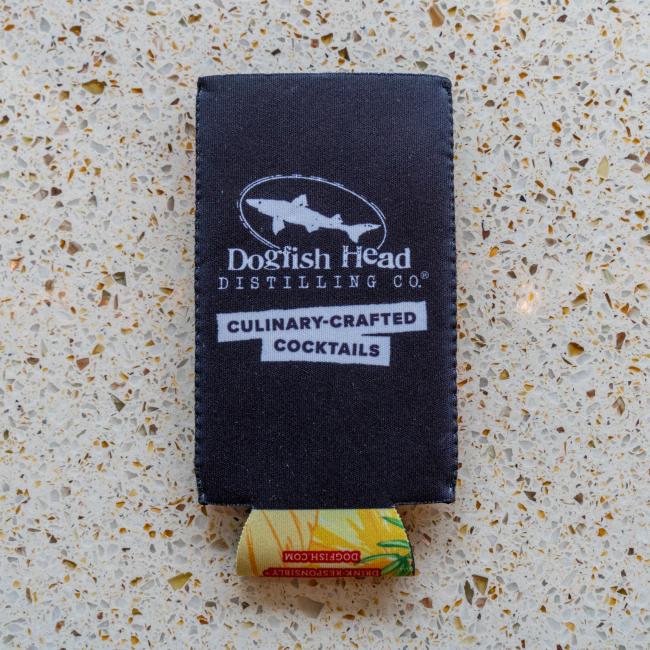 Dogfish Head
DISTILLING CO.®
CULINARY-CRAFTED
COCKTAILS
DOGFISH.COM
DRINK RESPONSIBLY